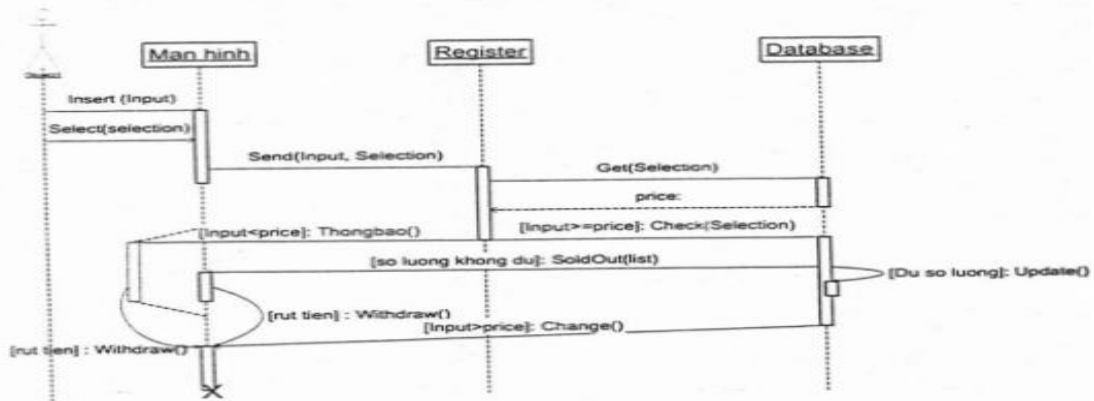 Man hinh
Register
Database
Insert (Input)
Select(selection)
Send(Input, Selection)
Get(Selection)
price:
[Input<price]: Thongbao()
[Input>=price]: Check(Selection)
[so luong khong du]: SoldOut(list)
[Du so luong]: Update()
[rut tien] : Withdraw()
[Input>price]: Change()
[rut tien] : Withdraw()